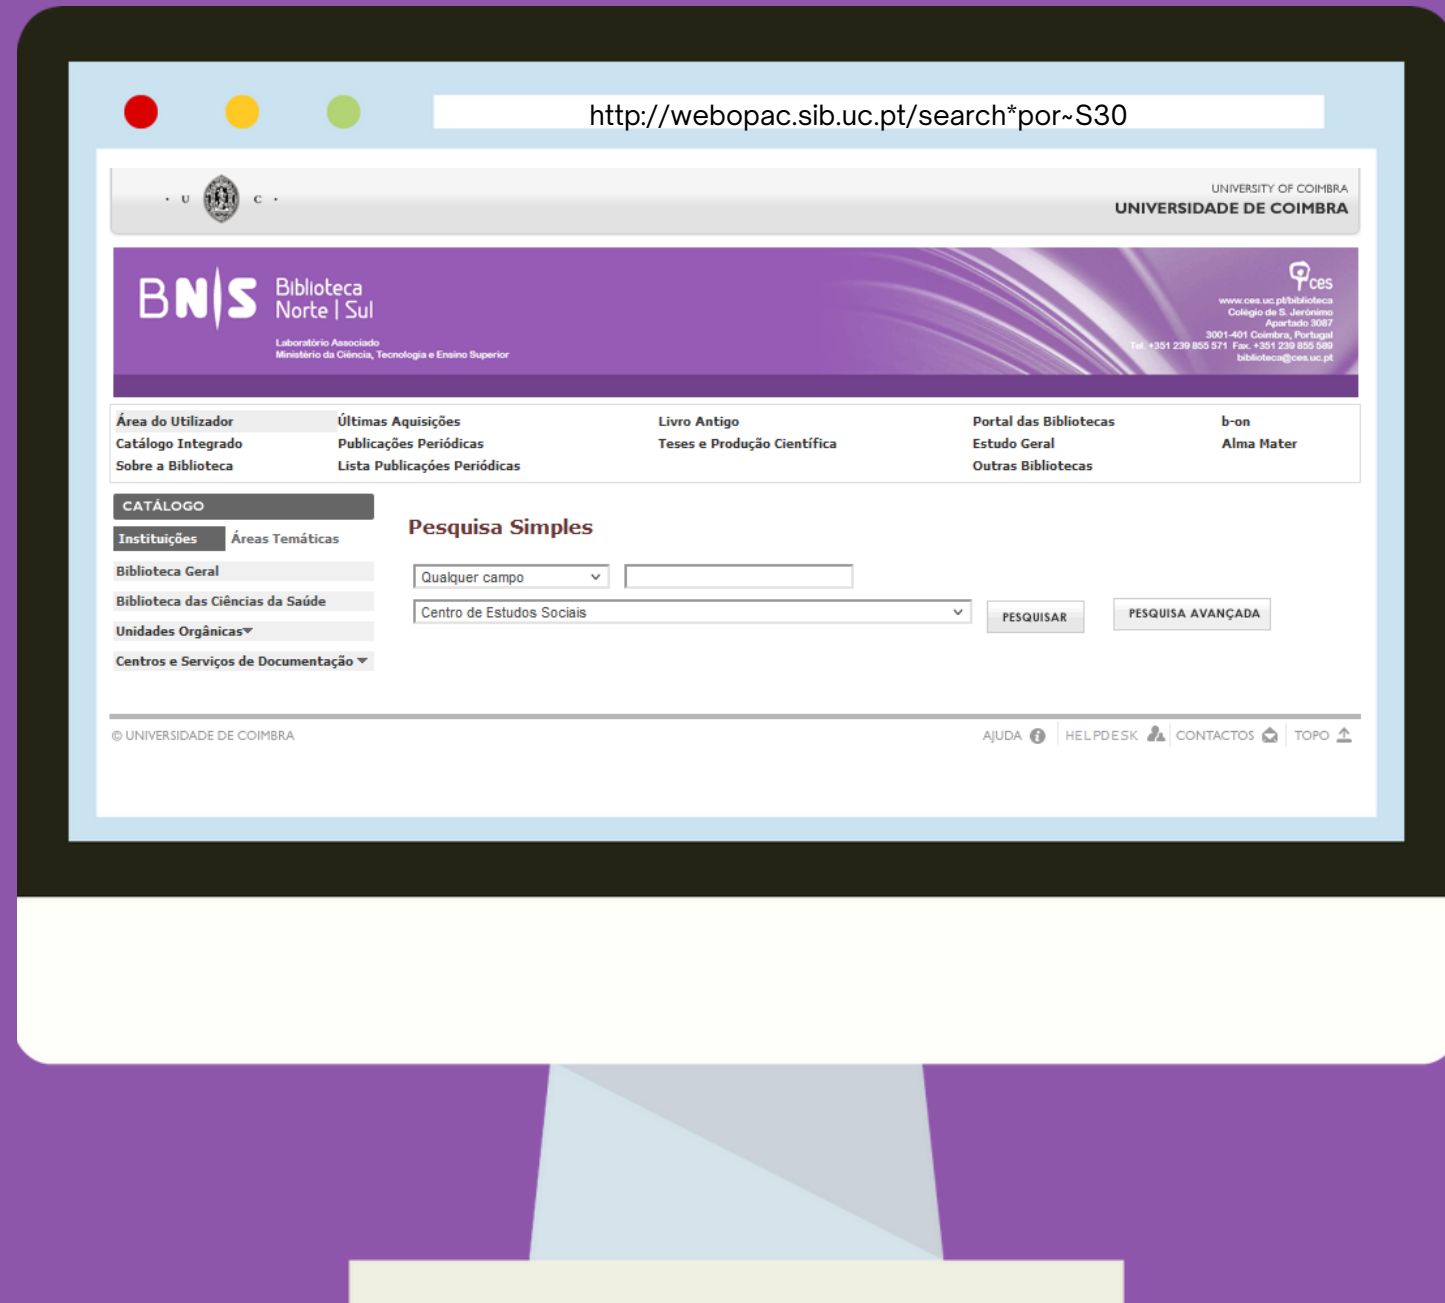 http://webopac.sib.uc.pt/search*por~S30
· U C ·
UNIVERSITY OF COIMBRA
UNIVERSIDADE DE COIMBRA
BNIS Biblioteca
Norte | Sul
Laboratório Associado
Ministério da Ciência, Tecnologia e Ensino Superior
ces
www.ces.uc.pt/biblioteca
Colégio de S. Jerónimo
Apartado 3087
3001-401 Coimbra, Portugal
Tel. +351 239 855 571 Fax. +351 239 855 589
biblioteca@ces.uc.pt
Área do Utilizador Últimas Aquisições Livro Antigo Portal das Bibliotecas b-on
Catálogo Integrado Publicações Periódicas Teses e Produção Científica Estudo Geral Alma Mater
Sobre a Biblioteca Lista Publicações Periódicas Outras Bibliotecas
CATÁLOGO
Instituições Áreas Temáticas
Biblioteca Geral
Biblioteca das Ciências da Saúde
Unidades Orgânicas
Centros e Serviços de Documentação
Pesquisa Simples
Qualquer campo
Centro de Estudos Sociais PESQUISAR PESQUISA AVANÇADA
© UNIVERSIDADE DE COIMBRA AJUDA HELPDESK CONTACTOS TOPO